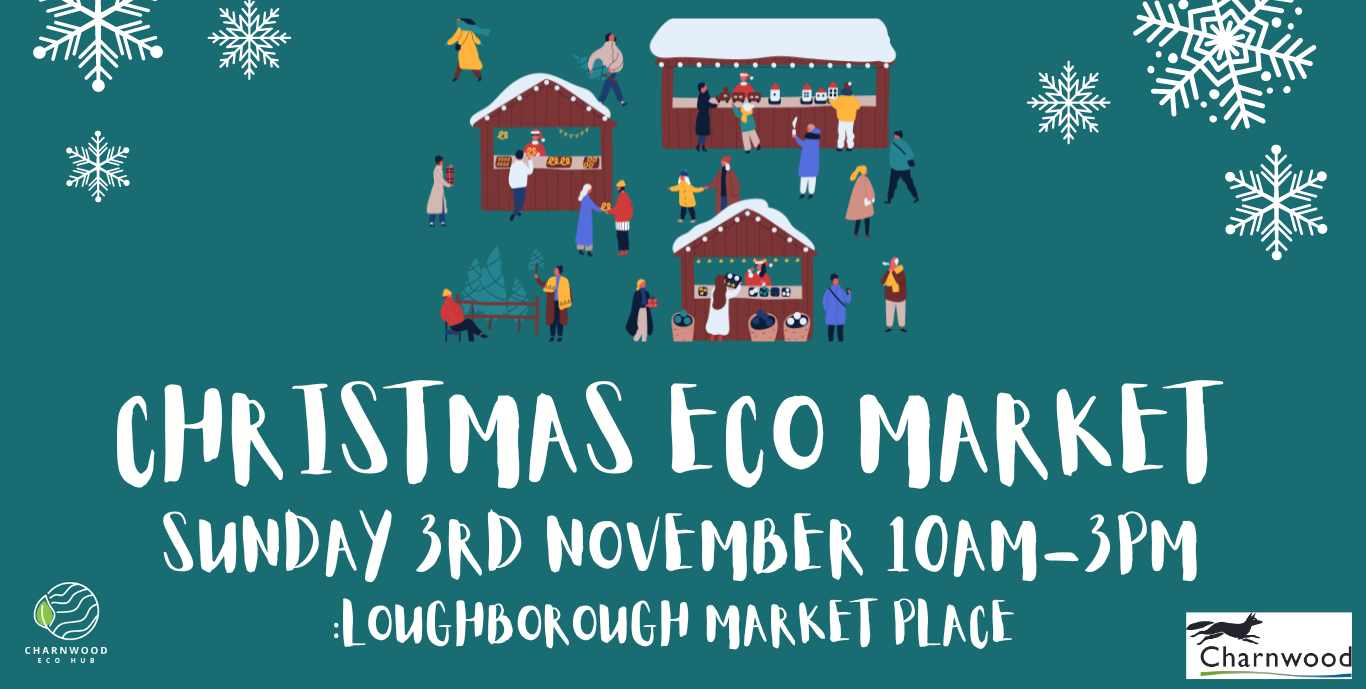 CHRISTMAS ECO MARKET
SUNDAY 3RD NOVEMBER 10AM-3PM
:LOUGHBOROUGH MARKET PLACE
CHARNWOOD
ECO HUB
Charnwood